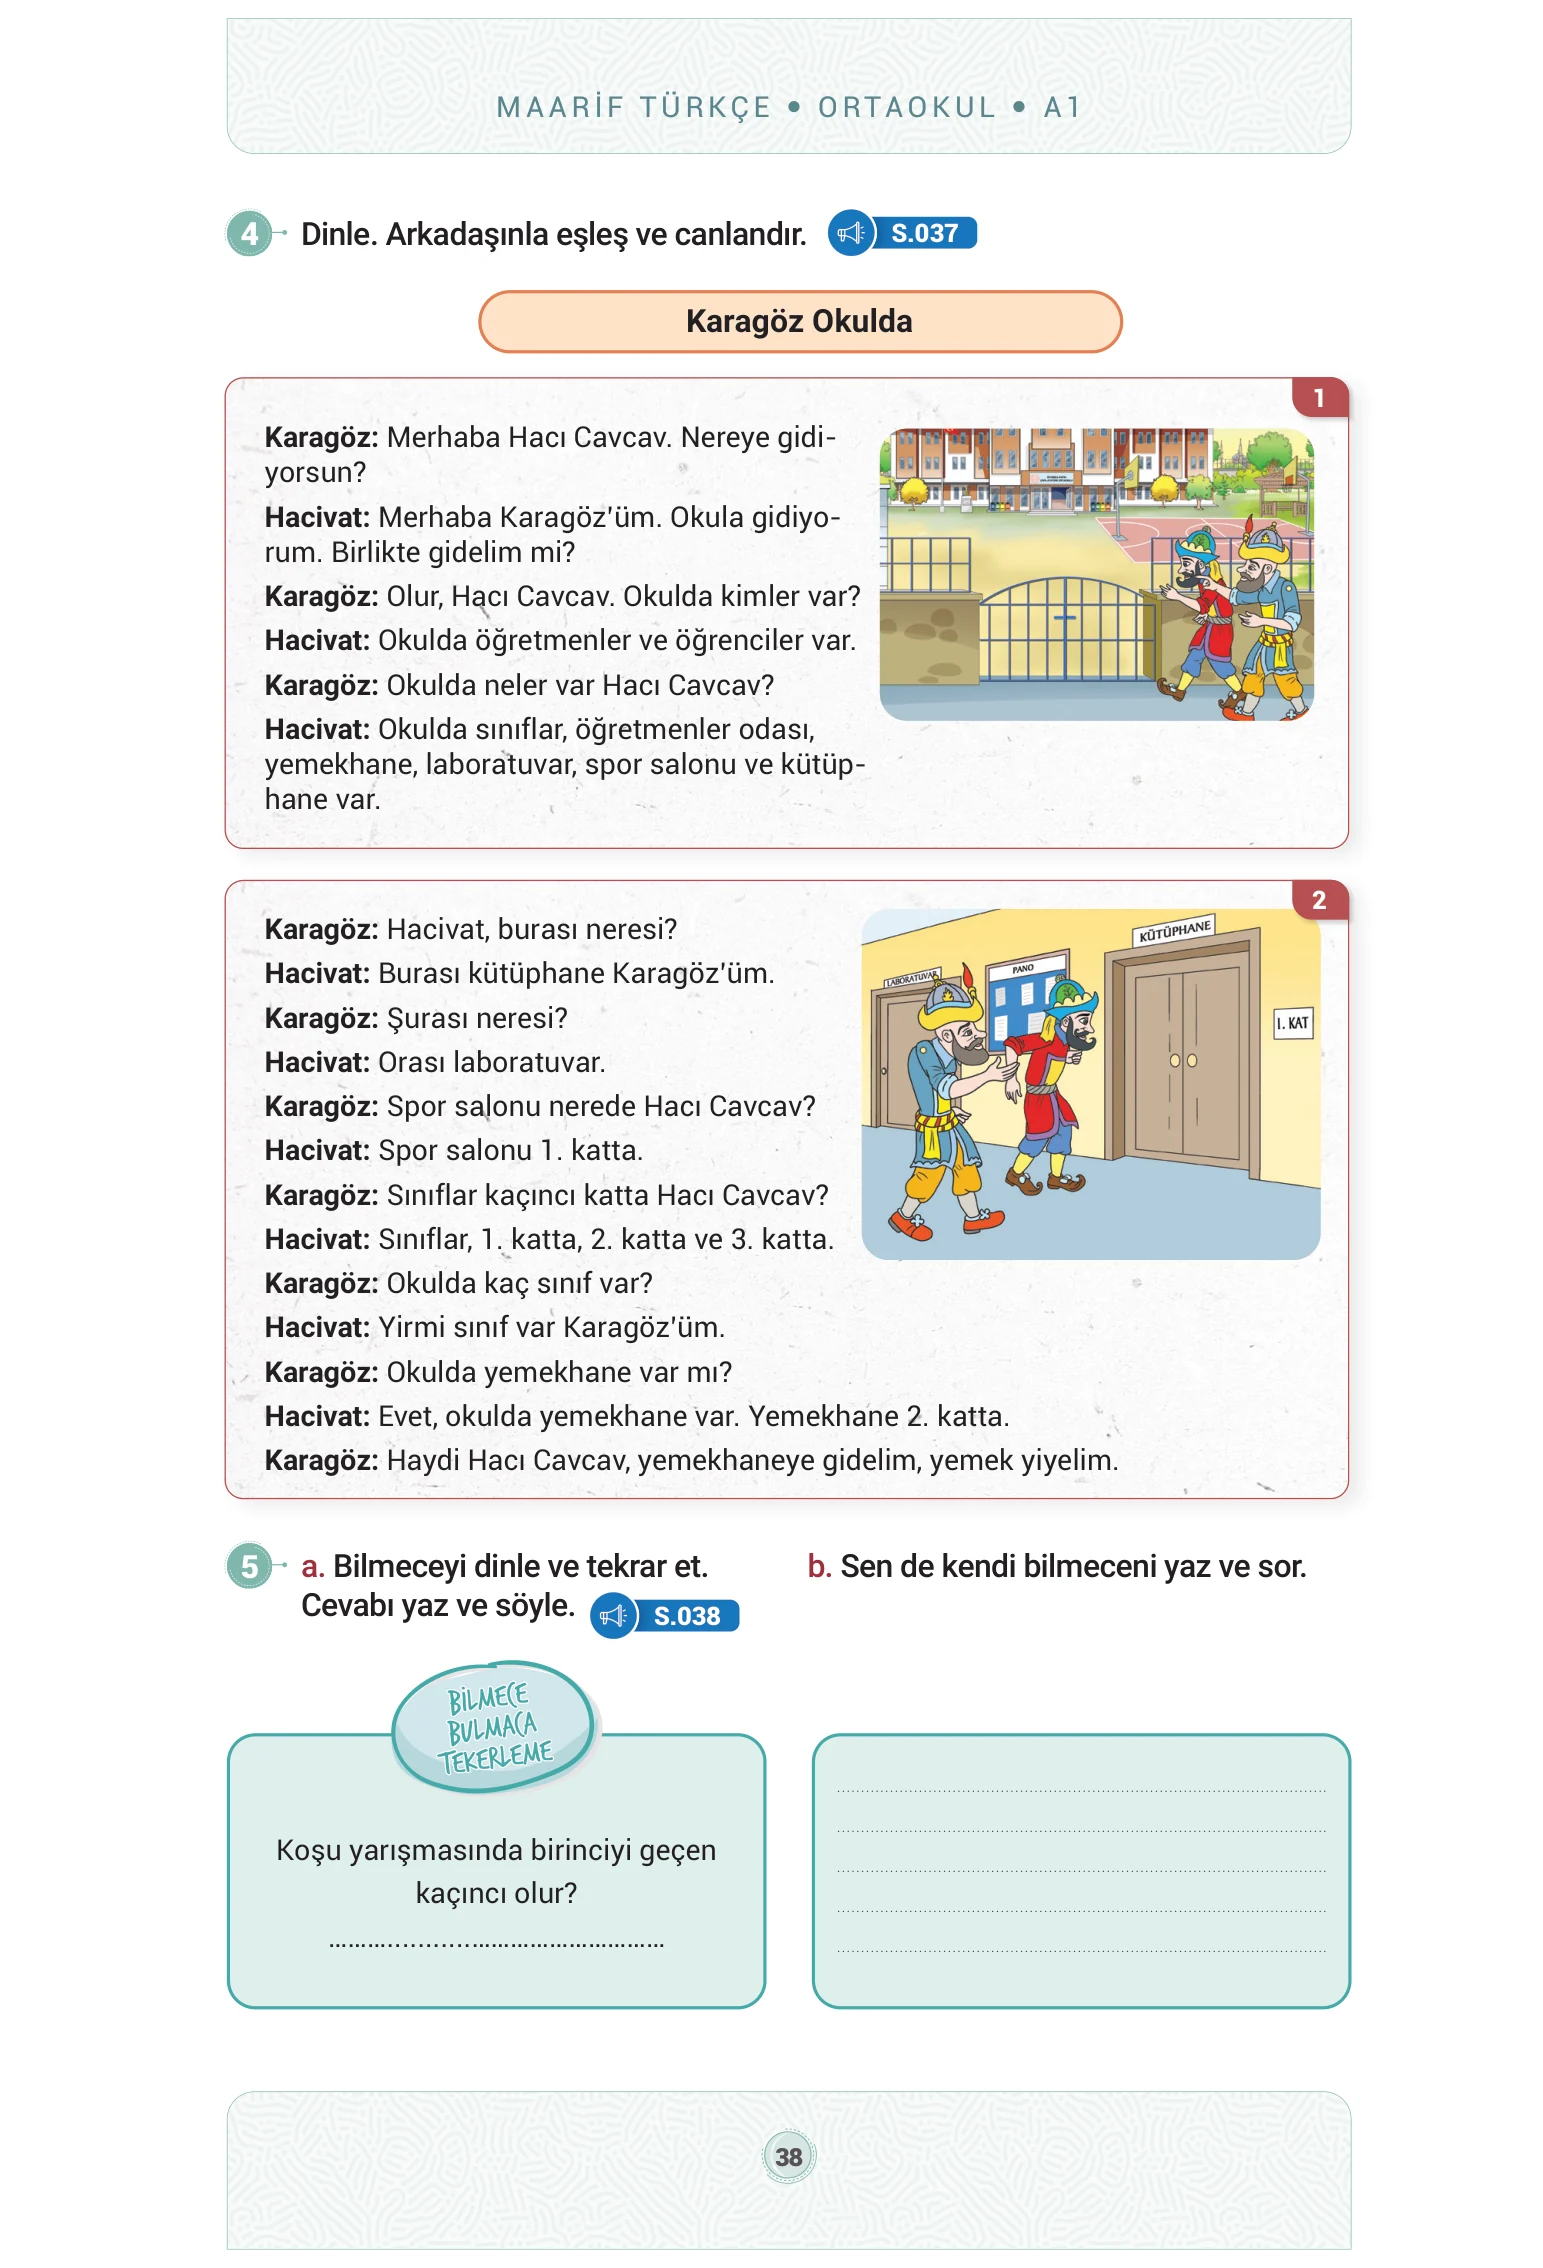 MAARİF TÜRKÇE • ORTAOKUL • A1
4 Dinle. Arkadaşınla eşleş ve canlandır. S.037
Karagöz Okulda
1
Karagöz: Merhaba Hacı Cavcav. Nereye gidi-
yorsun?
Hacivat: Merhaba Karagöz'üm. Okula gidiyo-
rum. Birlikte gidelim mi?
Karagöz: Olur, Hacı Cavcav. Okulda kimler var?
Hacivat: Okulda öğretmenler ve öğrenciler var.
Karagöz: Okulda neler var Hacı Cavcav?
Hacivat: Okulda sınıflar, öğretmenler odası,
yemekhane, laboratuvar, spor salonu ve kütüp-
hane var.
2
Karagöz: Hacivat, burası neresi?
Hacivat: Burası kütüphane Karagöz'üm.
Karagöz: Şurası neresi?
Hacivat: Orası laboratuvar.
Karagöz: Spor salonu nerede Hacı Cavcav?
Hacivat: Spor salonu 1. katta.
Karagöz: Sınıflar kaçıncı katta Hacı Cavcav?
Hacivat: Sınıflar, 1. katta, 2. katta ve 3. katta.
Karagöz: Okulda kaç sınıf var?
Hacivat: Yirmi sınıf var Karagöz'üm.
Karagöz: Okulda yemekhane var mı?
Hacivat: Evet, okulda yemekhane var. Yemekhane 2. katta.
Karagöz: Haydi Hacı Cavcav, yemekhaneye gidelim, yemek yiyelim.
LABORATUVAR
PANO
KÜTÜPHANE
1. KAT
5 a. Bilmeceyi dinle ve tekrar et.
Cevabı yaz ve söyle. S.038
b. Sen de kendi bilmeceni yaz ve sor.
BİLMECE
BULMACA
TEKERLEME
Koşu yarışmasında birinciyi geçen
kaçıncı olur?
38